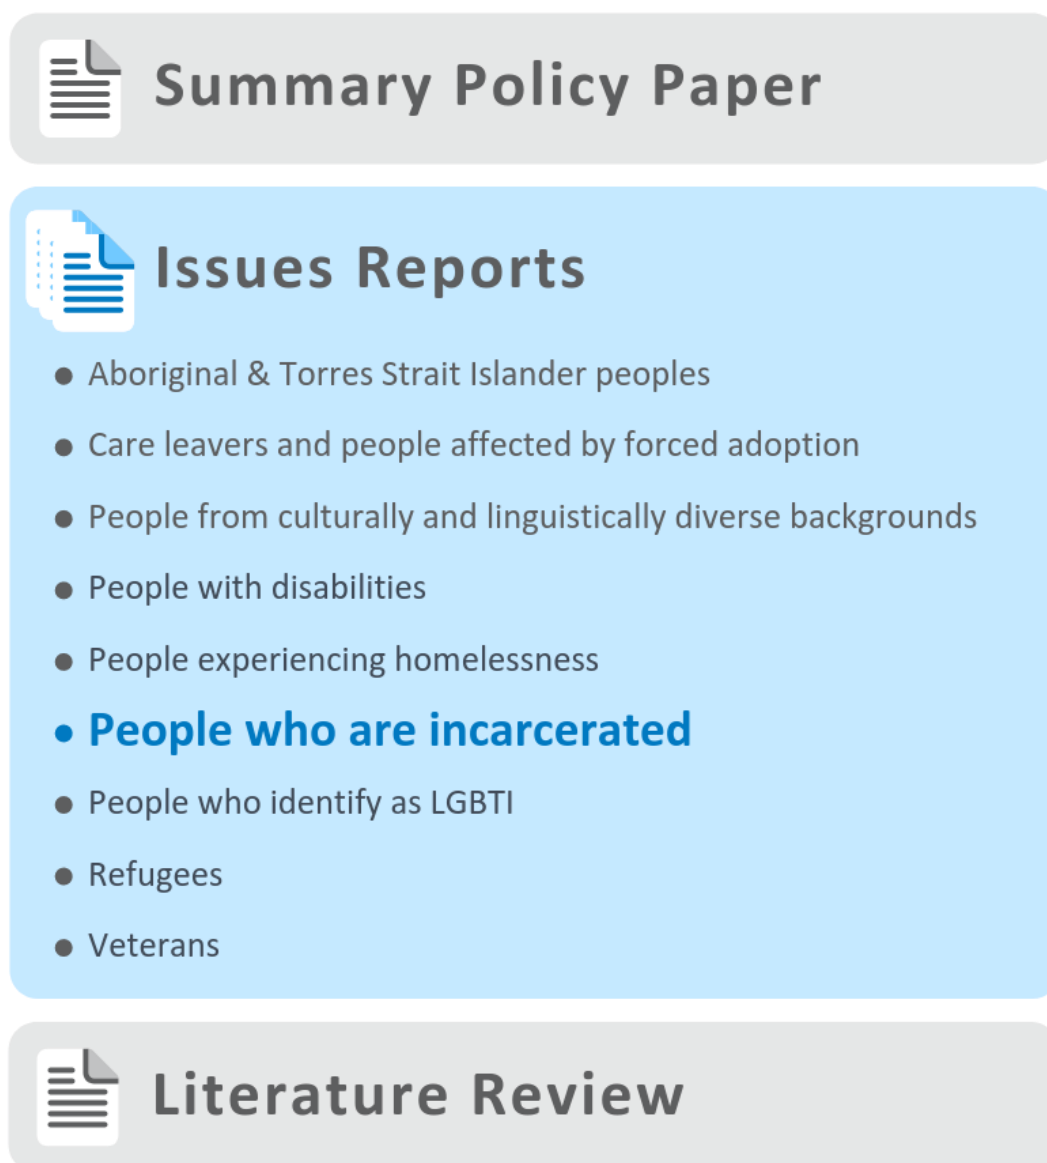 Summary Policy Paper
Issues Reports
• Aboriginal & Torres Strait Islander peoples
• Care leavers and people affected by forced adoption
• People from culturally and linguistically diverse backgrounds
• People with disabilities
• People experiencing homelessness
• People who are incarcerated
• People who identify as LGBTI
• Refugees
• Veterans
Literature Review